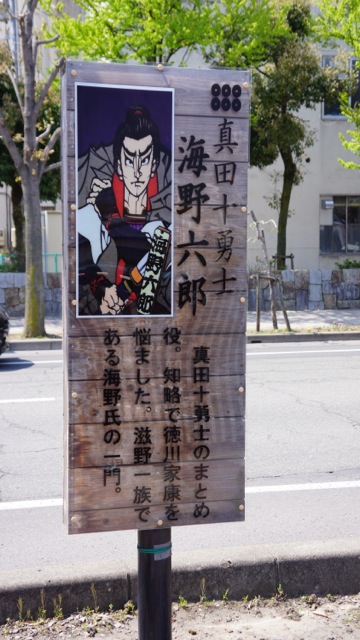 真田十勇士
海野六郎
海野六郎
真田十勇士のまとめ
役。知略で徳川家康を
悩ました。滋野一族で
ある海野氏の一門。